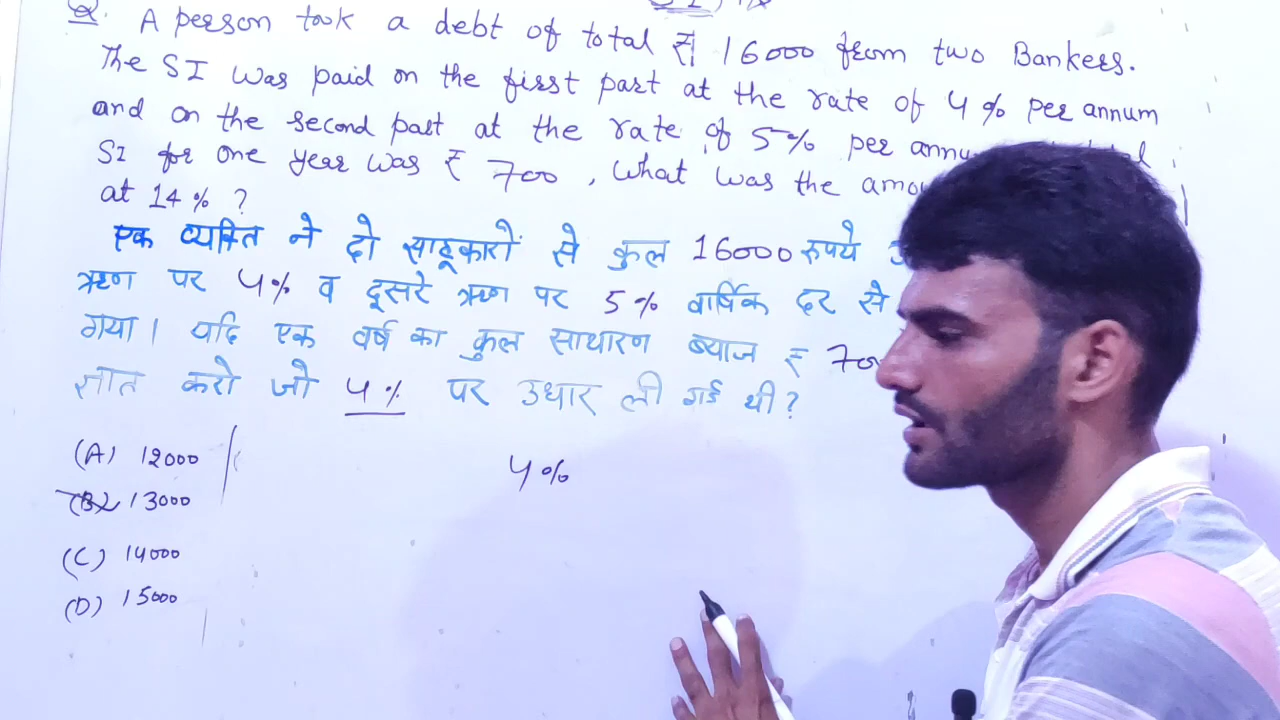 Q. A person took a debt of total ₹ 16000 from two Bankers.
The SI was paid on the first part at the rate of 4% per annum
and on the second part at the rate of 5% per
SI for one year was ₹ 700, What was the
at 14% ?
एक व्यक्ति ने दो साहूकारों से कुल 16000 रुपये
ऋण पर 4% व दूसरे ऋण पर 5% वार्षिक दर से
गया। यदि एक वर्ष का कुल साधारण ब्याज ₹
ज्ञात करो जो 4% पर उधार ली गई थी?
(A) 12000
(B) 13000
4%
(C) 14000
(D) 15000